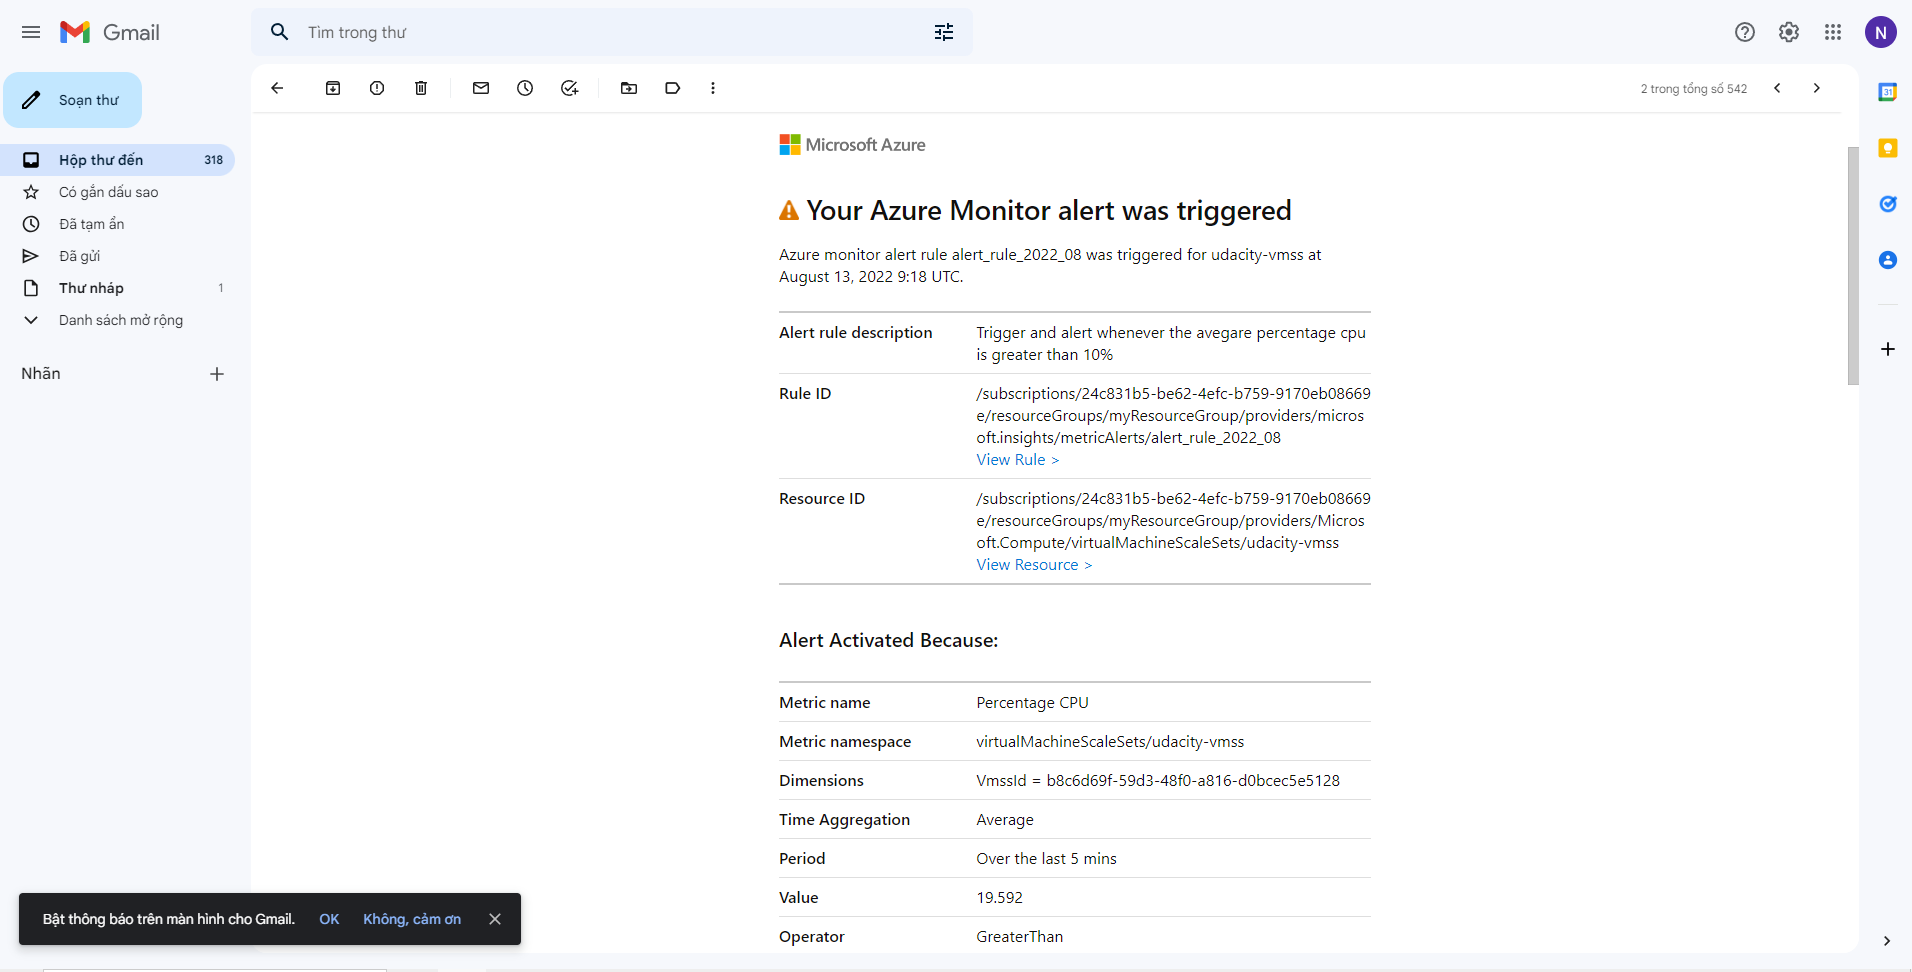 Gmail
Tìm trong thư
N
Soạn thư
2 trong tổng số 542
31
Hộp thư đến 318
Có gắn dấu sao
Đã tạm ẩn
Đã gửi
Thư nháp 1
Danh sách mở rộng
Nhãn
Microsoft Azure
Your Azure Monitor alert was triggered
Azure monitor alert rule alert_rule_2022_08 was triggered for udacity-vmss at
August 13, 2022 9:18 UTC.
Alert rule description Trigger and alert whenever the avegare percentage cpu
is greater than 10%
Rule ID /subscriptions/24c831b5-be62-4efc-b759-9170eb08669
e/resourceGroups/myResourceGroup/providers/micros
oft.insights/metricAlerts/alert_rule_2022_08
View Rule >
Resource ID /subscriptions/24c831b5-be62-4efc-b759-9170eb08669
e/resourceGroups/myResourceGroup/providers/Micros
oft.Compute/virtualMachineScaleSets/udacity-vmss
View Resource >
Alert Activated Because:
Metric name Percentage CPU
Metric namespace virtualMachineScaleSets/udacity-vmss
Dimensions VmssId = b8c6d69f-59d3-48f0-a816-d0bcec5e5128
Time Aggregation Average
Period Over the last 5 mins
Value 19.592
Operator GreaterThan
Bật thông báo trên màn hình cho Gmail. OK Không, cảm ơn